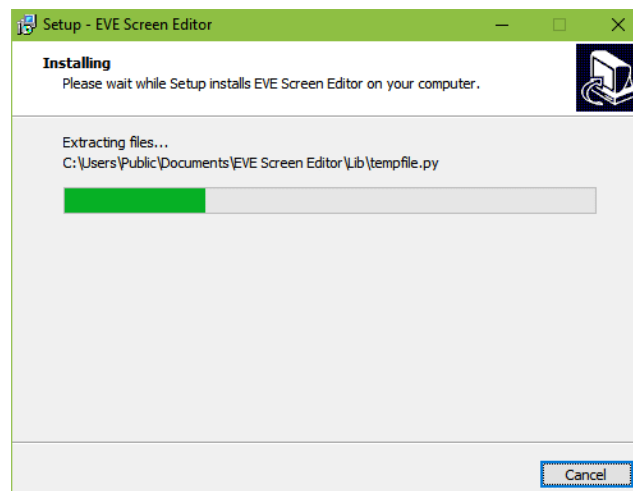 Setup - EVE Screen Editor
Installing
Please wait while Setup installs EVE Screen Editor on your computer.
Extracting files...
C:\Users\Public\Documents\EVE Screen Editor\Lib\tempfile.py
Cancel